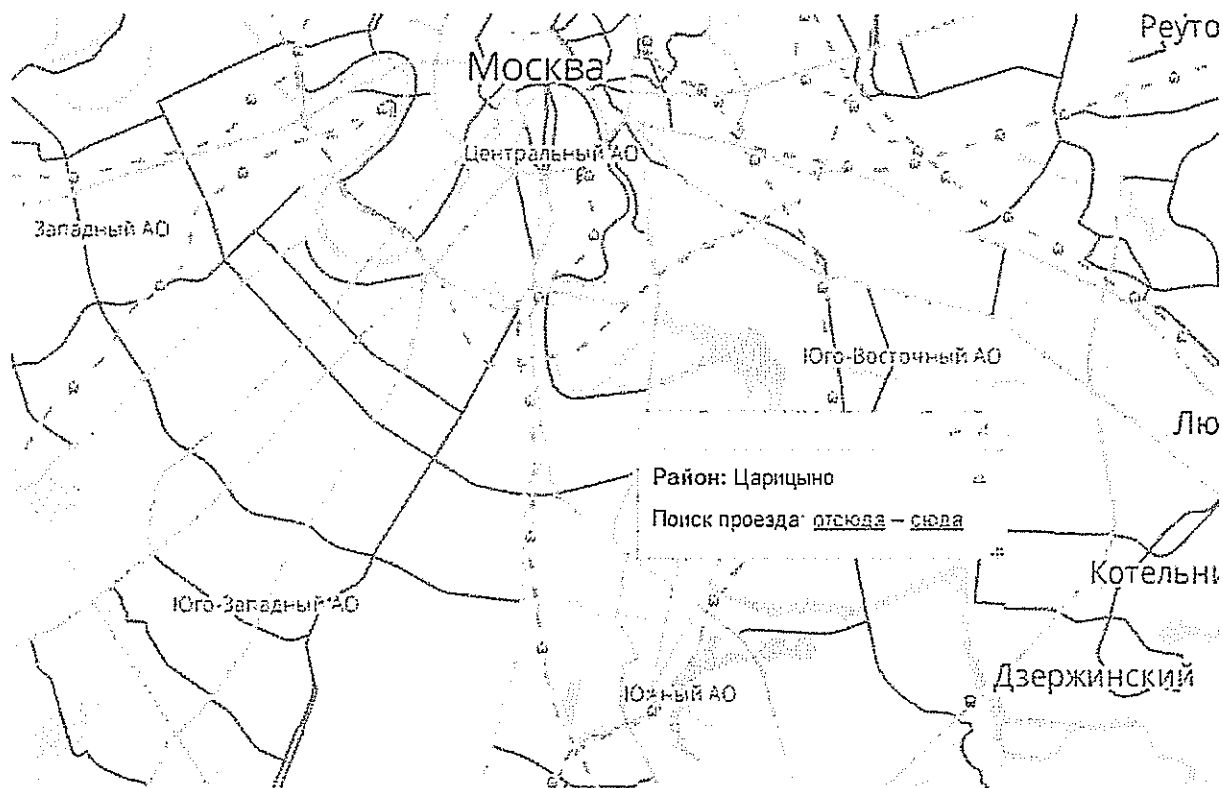 Реуто
Москва
Центральный АО
Западный АО
Юго-Восточный АО
Лю
Район: Царицыно
Поиск проезда: отсюда – сюда
Котельни
Юго-Западный АО
Дзержинский
Южный АО